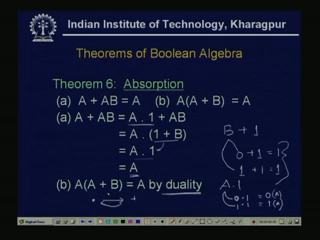 Indian Institute of Technology, Kharagpur
Theorems of Boolean Algebra
Theorem 6: Absorption
(a) A + AB = A (b) A(A + B) = A
(a) A + AB = A . 1 + AB
= A . (1 + B)
= A . 1
= A
(b) A(A + B) = A by duality
. +
B + 1
0 + 1 = 1
1 + 1 = 1
A . 1
0 . 1 = 0 (A)
1 . 1 = 1 (A)